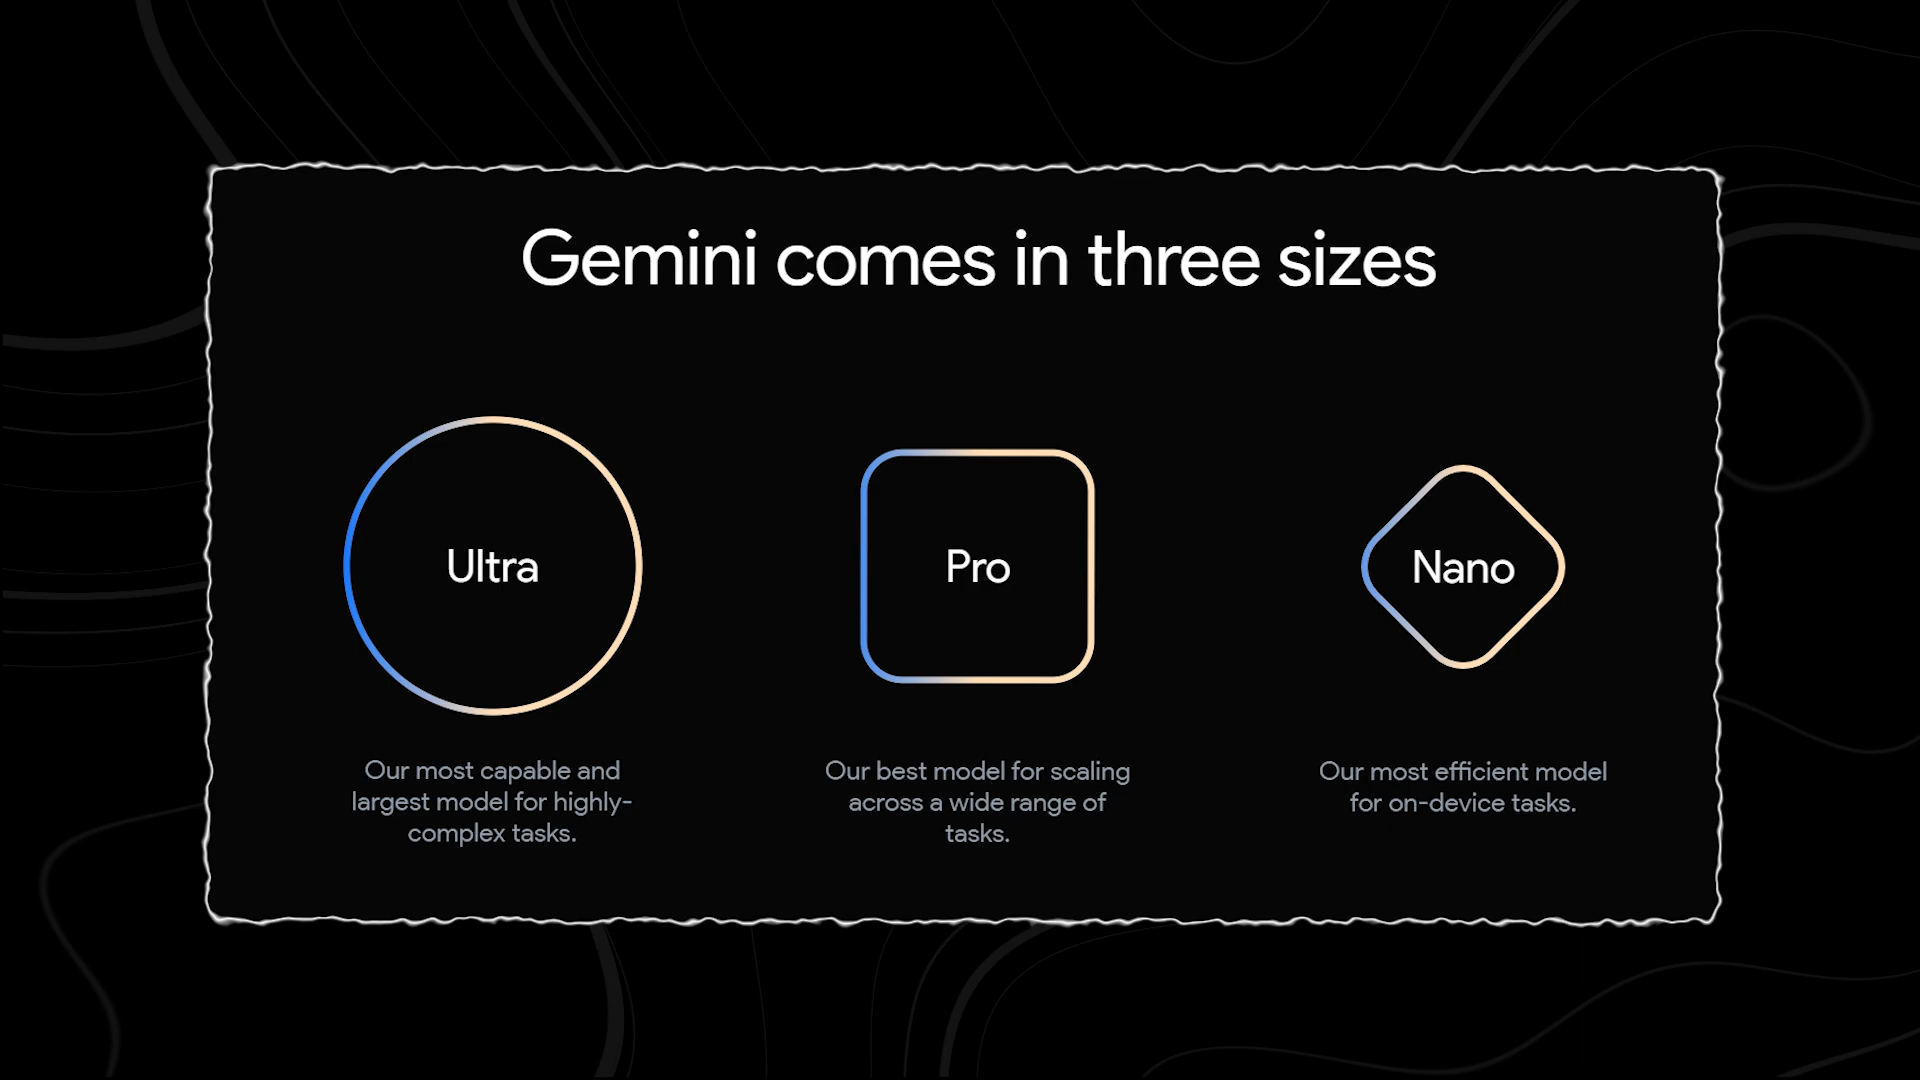 Gemini comes in three sizes
Ultra
Our most capable and
largest model for highly-
complex tasks.
Pro
Our best model for scaling
across a wide range of
tasks.
Nano
Our most efficient model
for on-device tasks.